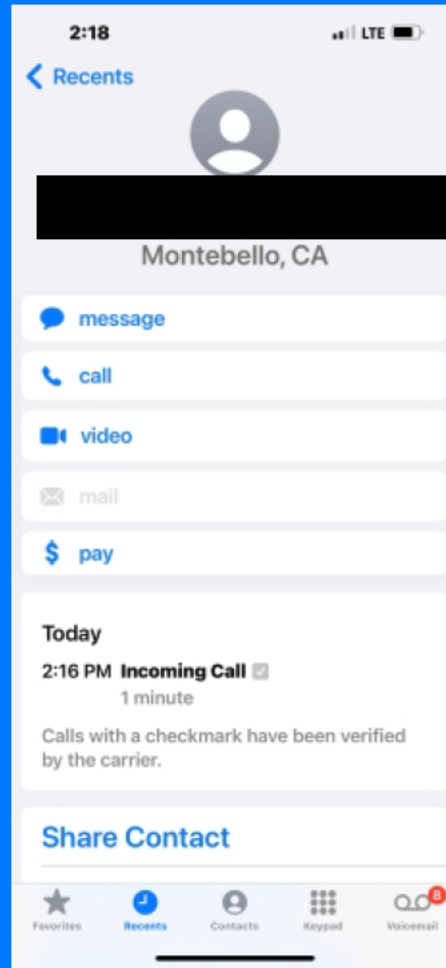 2:18 LTE
Recents
Montebello, CA
message
call
video
mail
$ pay
Today
2:16 PM Incoming Call
1 minute
Calls with a checkmark have been verified
by the carrier.
Share Contact
8
Favorites Recents Contacts Keypad Voicemail